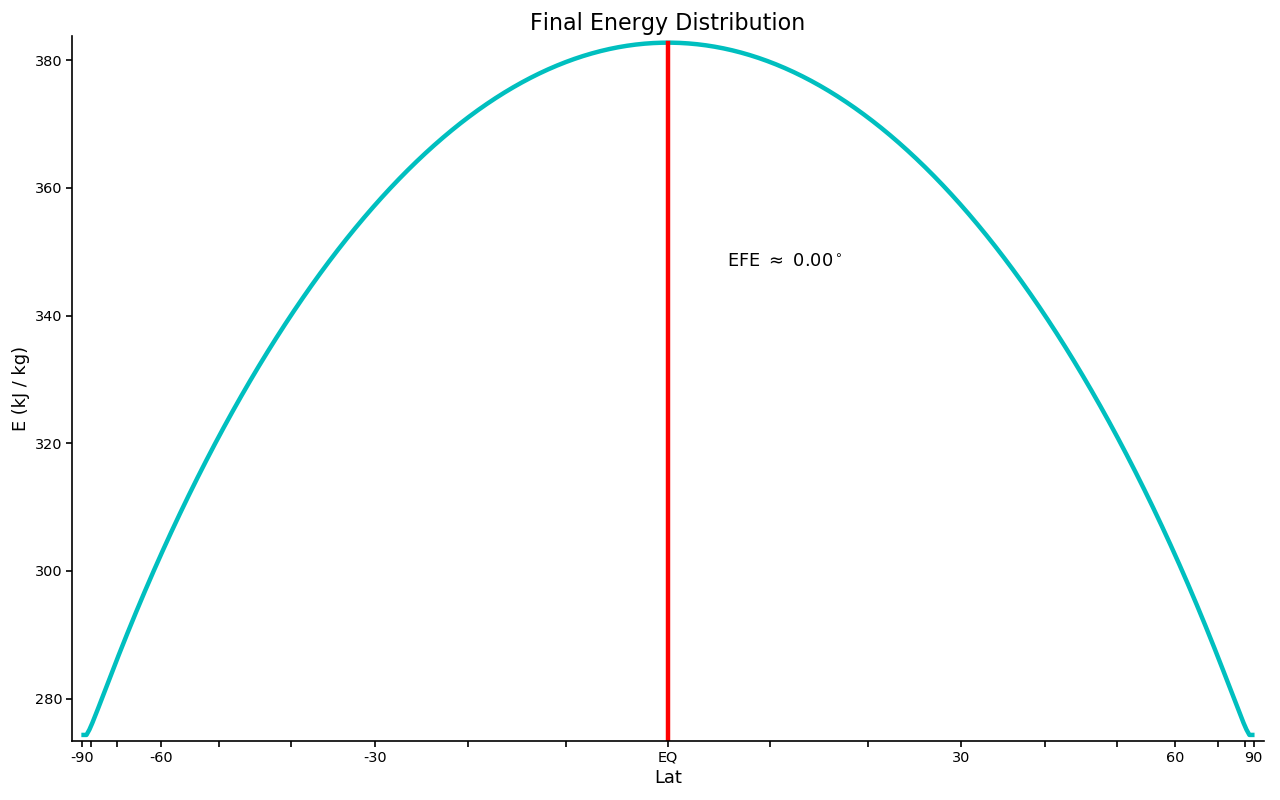 Final Energy Distribution
380
360
340
320
300
280
E (kJ / kg)
EFE ≈ 0.00°
-90 -60 -30 EQ 30 60 90
Lat